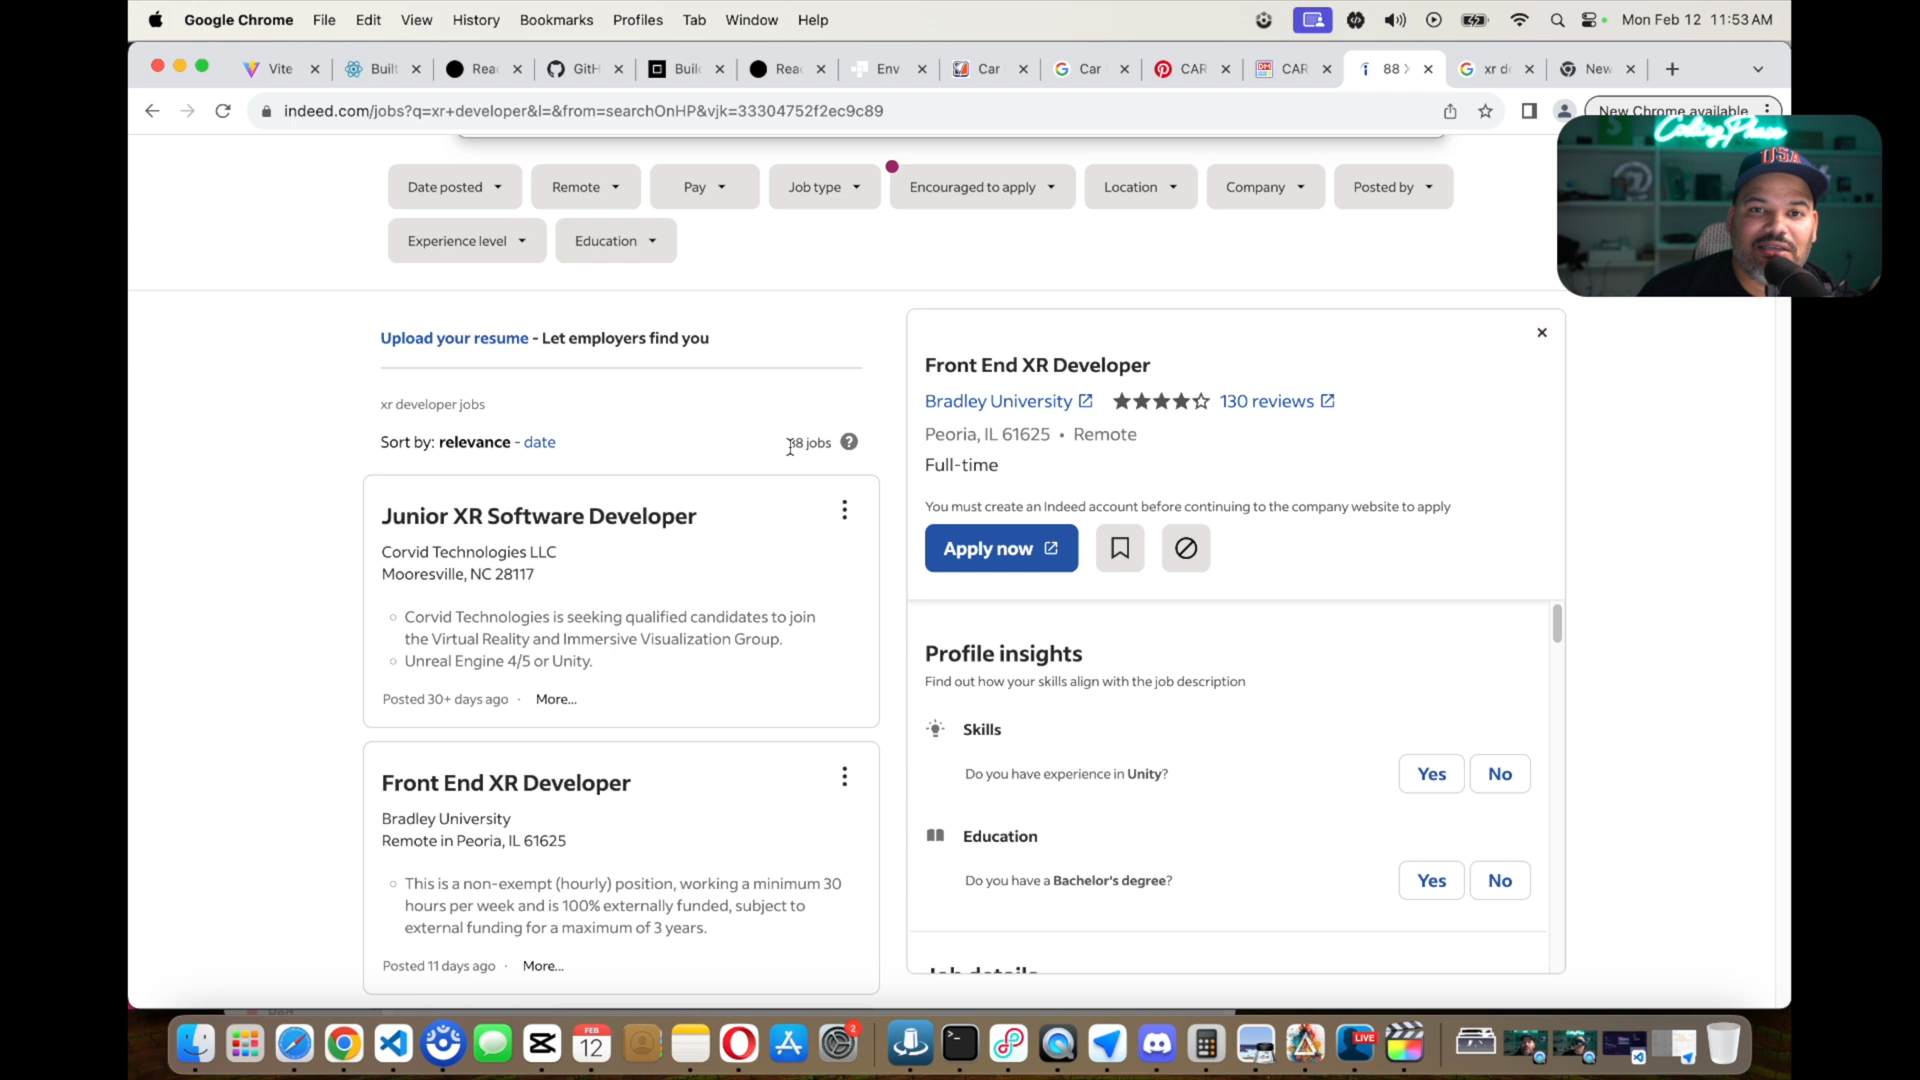 Google Chrome File Edit View History Bookmarks Profiles Tab Window Help Mon Feb 12 11:53 AM
Vite Built Rea GitH Buil Rea Env Car Car CAR CAR 88 xr d New
indeed.com/jobs?q=xr+developer&l=&from=searchOnHP&vjk=33304752f2ec9c89 New Chrome available
Coding Phase
USA
Date posted Remote Pay Job type Encouraged to apply Location Company Posted by
Experience level Education
Upload your resume - Let employers find you
xr developer jobs
Sort by: relevance - date
jobs
Junior XR Software Developer
Corvid Technologies LLC
Mooresville, NC 28117
Corvid Technologies is seeking qualified candidates to join
the Virtual Reality and Immersive Visualization Group.
Unreal Engine 4/5 or Unity.
Posted 30+ days ago · More...
Front End XR Developer
Bradley University
Remote in Peoria, IL 61625
This is a non-exempt (hourly) position, working a minimum 30
hours per week and is 100% externally funded, subject to
external funding for a maximum of 3 years.
Posted 11 days ago · More...
Front End XR Developer
Bradley University 130 reviews
Peoria, IL 61625 • Remote
Full-time
You must create an Indeed account before continuing to the company website to apply
Apply now
Profile insights
Find out how your skills align with the job description
Skills
Do you have experience in Unity? Yes No
Education
Do you have a Bachelor's degree? Yes No
Job details
FEB
12
2
LIVE